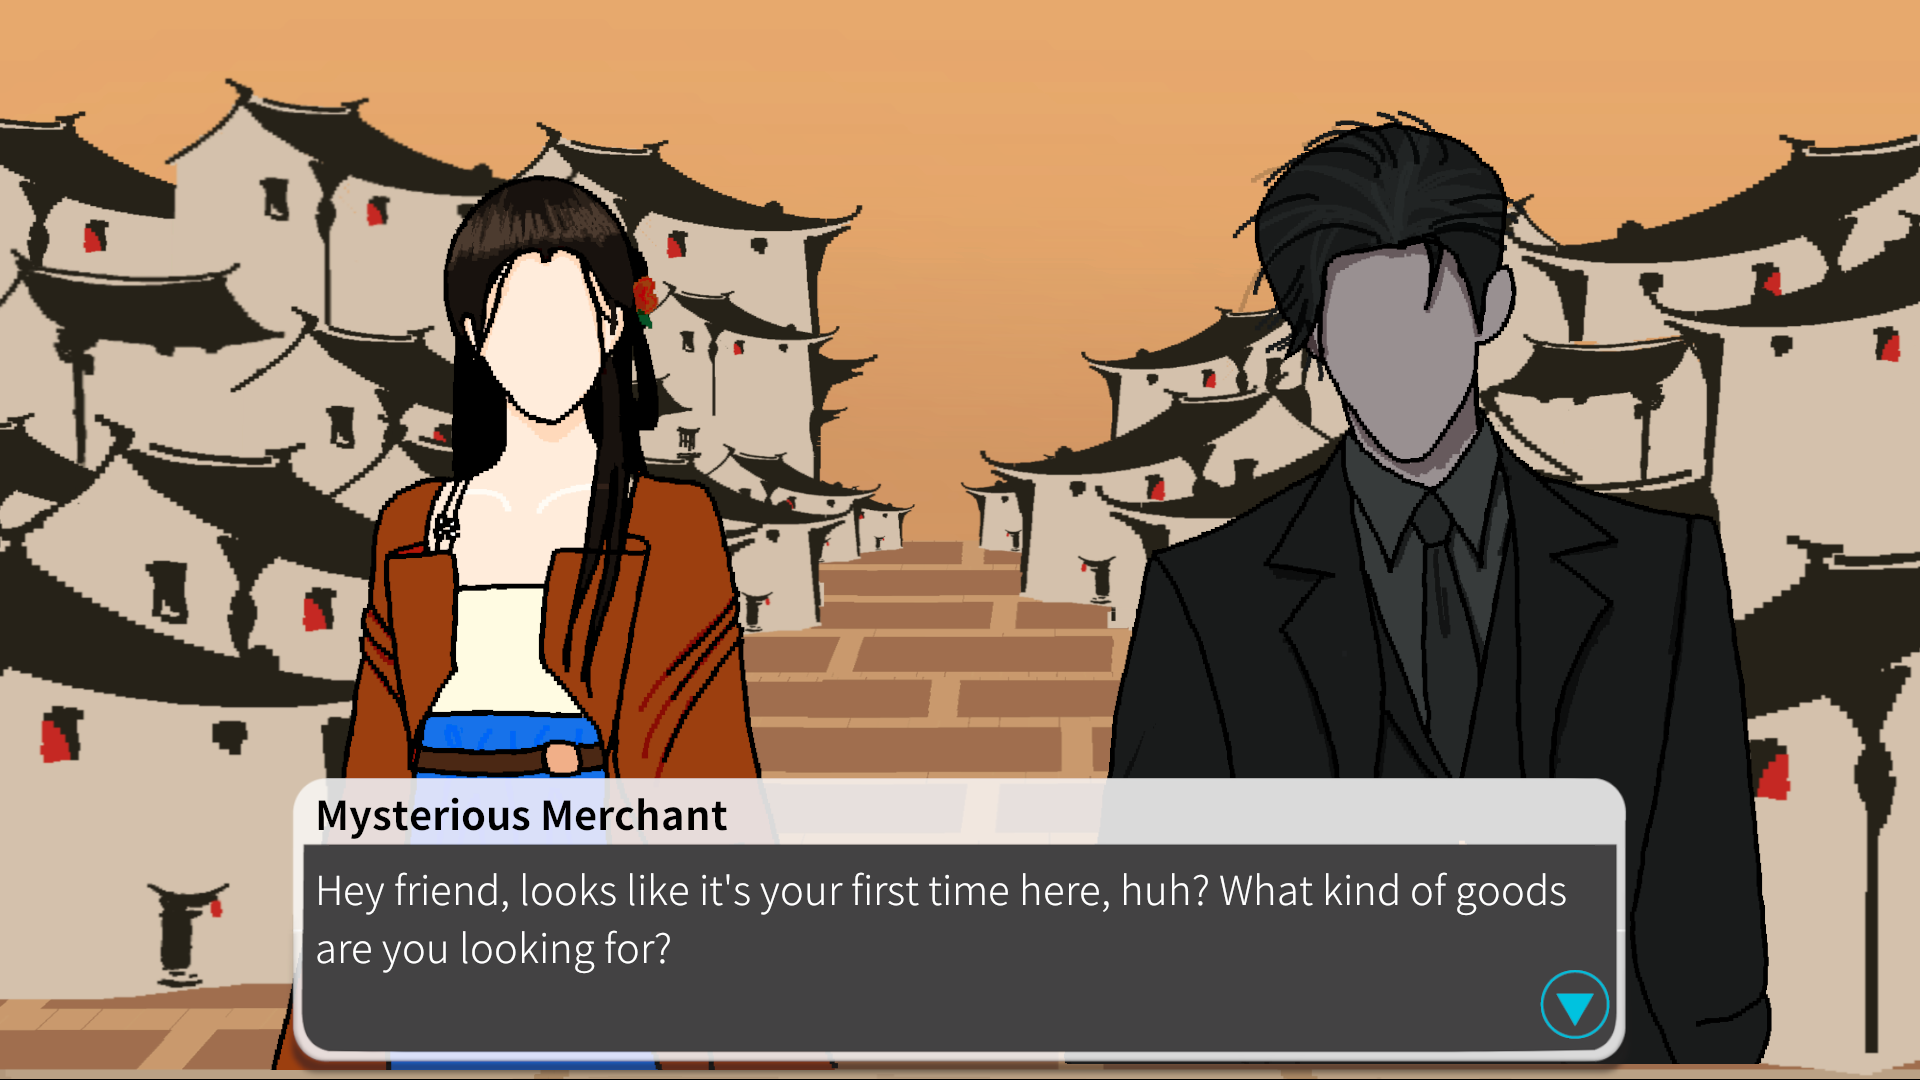 Mysterious Merchant
Hey friend, looks like it's your first time here, huh? What kind of goods
are you looking for?